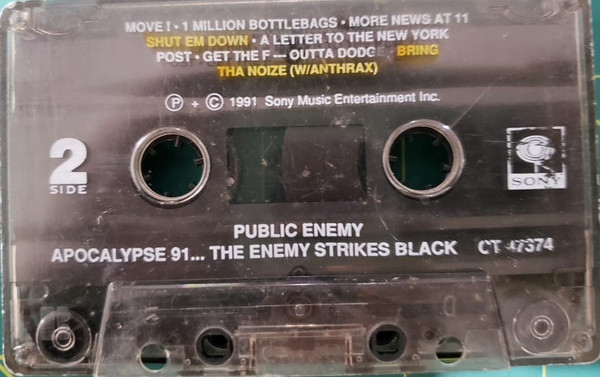 MOVE ! • 1 MILLION BOTTLEBAGS • MORE NEWS AT 11
SHUT EM DOWN • A LETTER TO THE NEW YORK
POST • GET THE F --- OUTTA DODGE • BRING
THA NOIZE (W/ANTHRAX)
Ⓟ + © 1991 Sony Music Entertainment Inc.
2
SIDE
SONY
PUBLIC ENEMY
APOCALYPSE 91... THE ENEMY STRIKES BLACK CT 47374